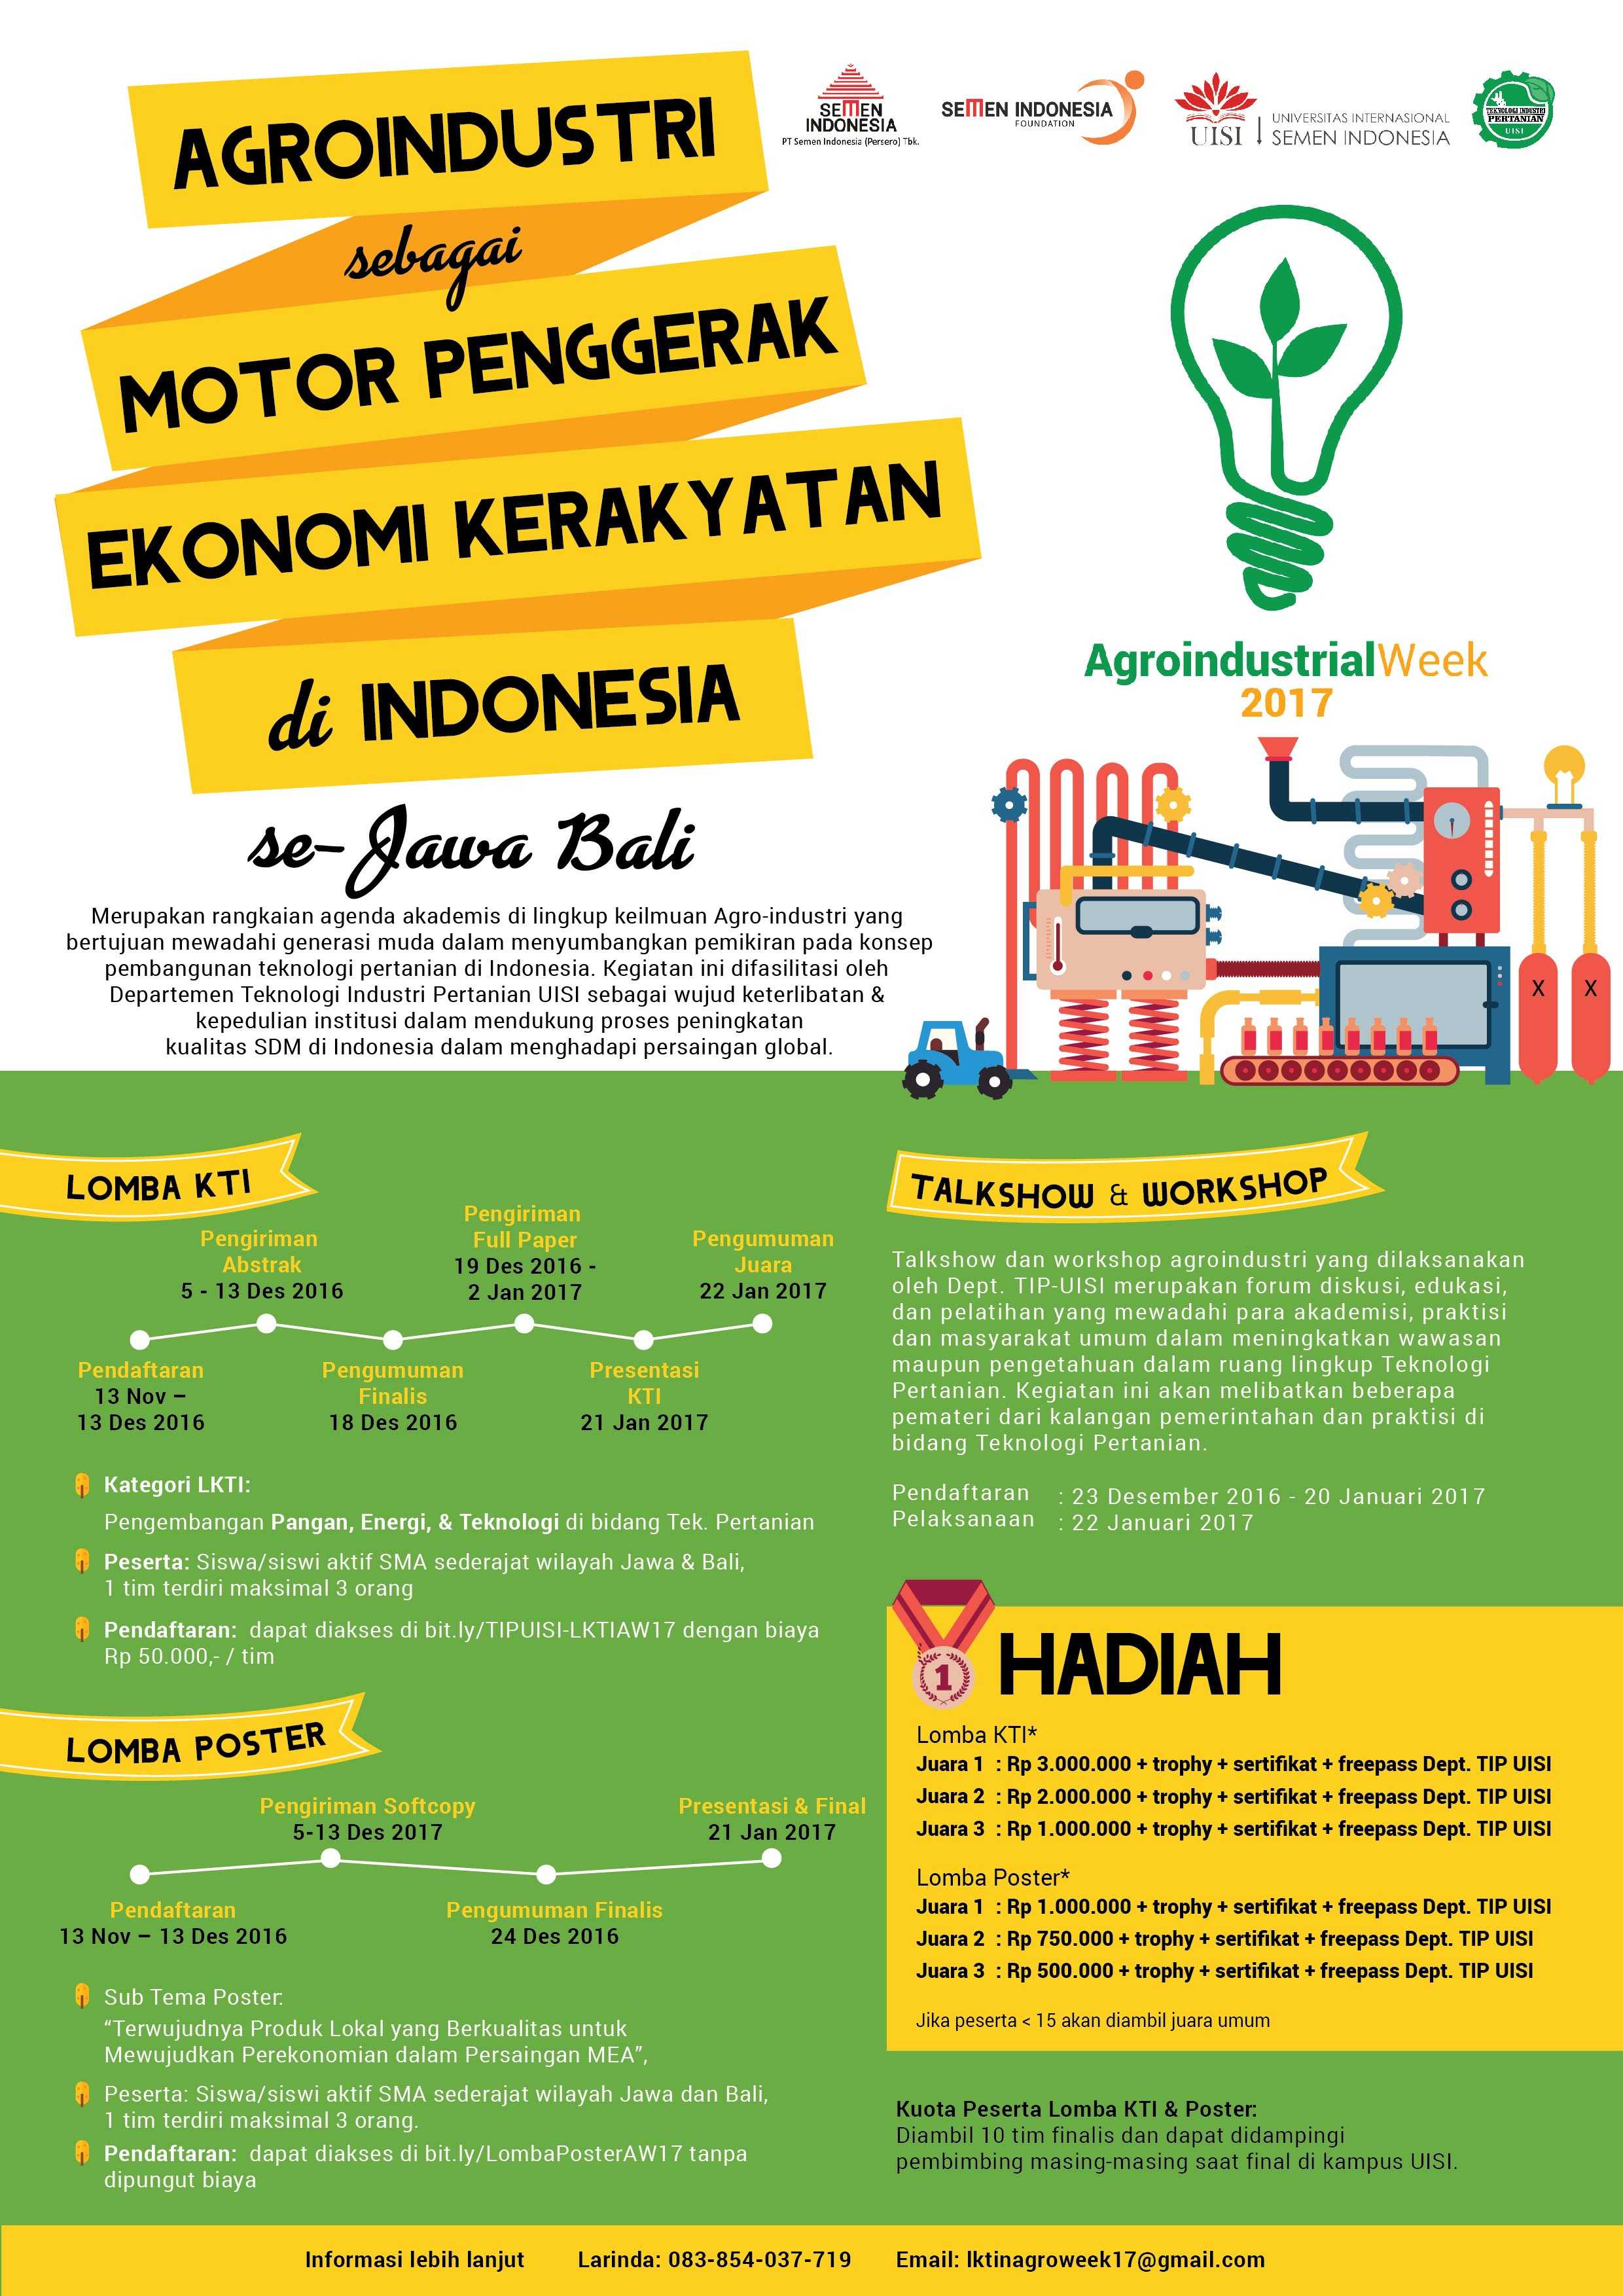 AGROINDUSTRI
sebagai
MOTOR PENGGERAK
EKONOMI KERAKYATAN
di INDONESIA
se-Jawa Bali
SEMEN
INDONESIA
PT Semen Indonesia (Persero) Tbk.
SEMEN INDONESIA
FOUNDATION
UISI
UNIVERSITAS INTERNASIONAL
SEMEN INDONESIA
TEKNOLOGI INDUSTRI
PERTANIAN
UISI
AgroindustrialWeek
2017
Merupakan rangkaian agenda akademis di lingkup keilmuan Agro-industri yang
bertujuan mewadahi generasi muda dalam menyumbangkan pemikiran pada konsep
pembangunan teknologi pertanian di Indonesia. Kegiatan ini difasilitasi oleh
Departemen Teknologi Industri Pertanian UISI sebagai wujud keterlibatan &
kepedulian institusi dalam mendukung proses peningkatan
kualitas SDM di Indonesia dalam menghadapi persaingan global.
X X
LOMBA KTI
Pengiriman
Abstrak
5 - 13 Des 2016
Pengiriman
Full Paper
19 Des 2016 -
2 Jan 2017
Pengumuman
Juara
22 Jan 2017
Pendaftaran
13 Nov –
13 Des 2016
Pengumuman
Finalis
18 Des 2016
Presentasi
KTI
21 Jan 2017
Kategori LKTI:
Pengembangan Pangan, Energi, & Teknologi di bidang Tek. Pertanian
Peserta: Siswa/siswi aktif SMA sederajat wilayah Jawa & Bali,
1 tim terdiri maksimal 3 orang
Pendaftaran: dapat diakses di bit.ly/TIPUISI-LKTIAW17 dengan biaya
Rp 50.000,- / tim
LOMBA POSTER
Pengiriman Softcopy
5-13 Des 2017
Presentasi & Final
21 Jan 2017
Pendaftaran
13 Nov – 13 Des 2016
Pengumuman Finalis
24 Des 2016
Sub Tema Poster:
“Terwujudnya Produk Lokal yang Berkualitas untuk
Mewujudkan Perekonomian dalam Persaingan MEA”,
Peserta: Siswa/siswi aktif SMA sederajat wilayah Jawa dan Bali,
1 tim terdiri maksimal 3 orang.
Pendaftaran: dapat diakses di bit.ly/LombaPosterAW17 tanpa
dipungut biaya
TALKSHOW & WORKSHOP
Talkshow dan workshop agroindustri yang dilaksanakan
oleh Dept. TIP-UISI merupakan forum diskusi, edukasi,
dan pelatihan yang mewadahi para akademisi, praktisi
dan masyarakat umum dalam meningkatkan wawasan
maupun pengetahuan dalam ruang lingkup Teknologi
Pertanian. Kegiatan ini akan melibatkan beberapa
pemateri dari kalangan pemerintahan dan praktisi di
bidang Teknologi Pertanian.
Pendaftaran : 23 Desember 2016 - 20 Januari 2017
Pelaksanaan : 22 Januari 2017
1
HADIAH
Lomba KTI*
Juara 1 : Rp 3.000.000 + trophy + sertifikat + freepass Dept. TIP UISI
Juara 2 : Rp 2.000.000 + trophy + sertifikat + freepass Dept. TIP UISI
Juara 3 : Rp 1.000.000 + trophy + sertifikat + freepass Dept. TIP UISI
Lomba Poster*
Juara 1 : Rp 1.000.000 + trophy + sertifikat + freepass Dept. TIP UISI
Juara 2 : Rp 750.000 + trophy + sertifikat + freepass Dept. TIP UISI
Juara 3 : Rp 500.000 + trophy + sertifikat + freepass Dept. TIP UISI
Jika peserta < 15 akan diambil juara umum
Kuota Peserta Lomba KTI & Poster:
Diambil 10 tim finalis dan dapat didampingi
pembimbing masing-masing saat final di kampus UISI.
Informasi lebih lanjut Larinda: 083-854-037-719 Email: lktinagroweek17@gmail.com